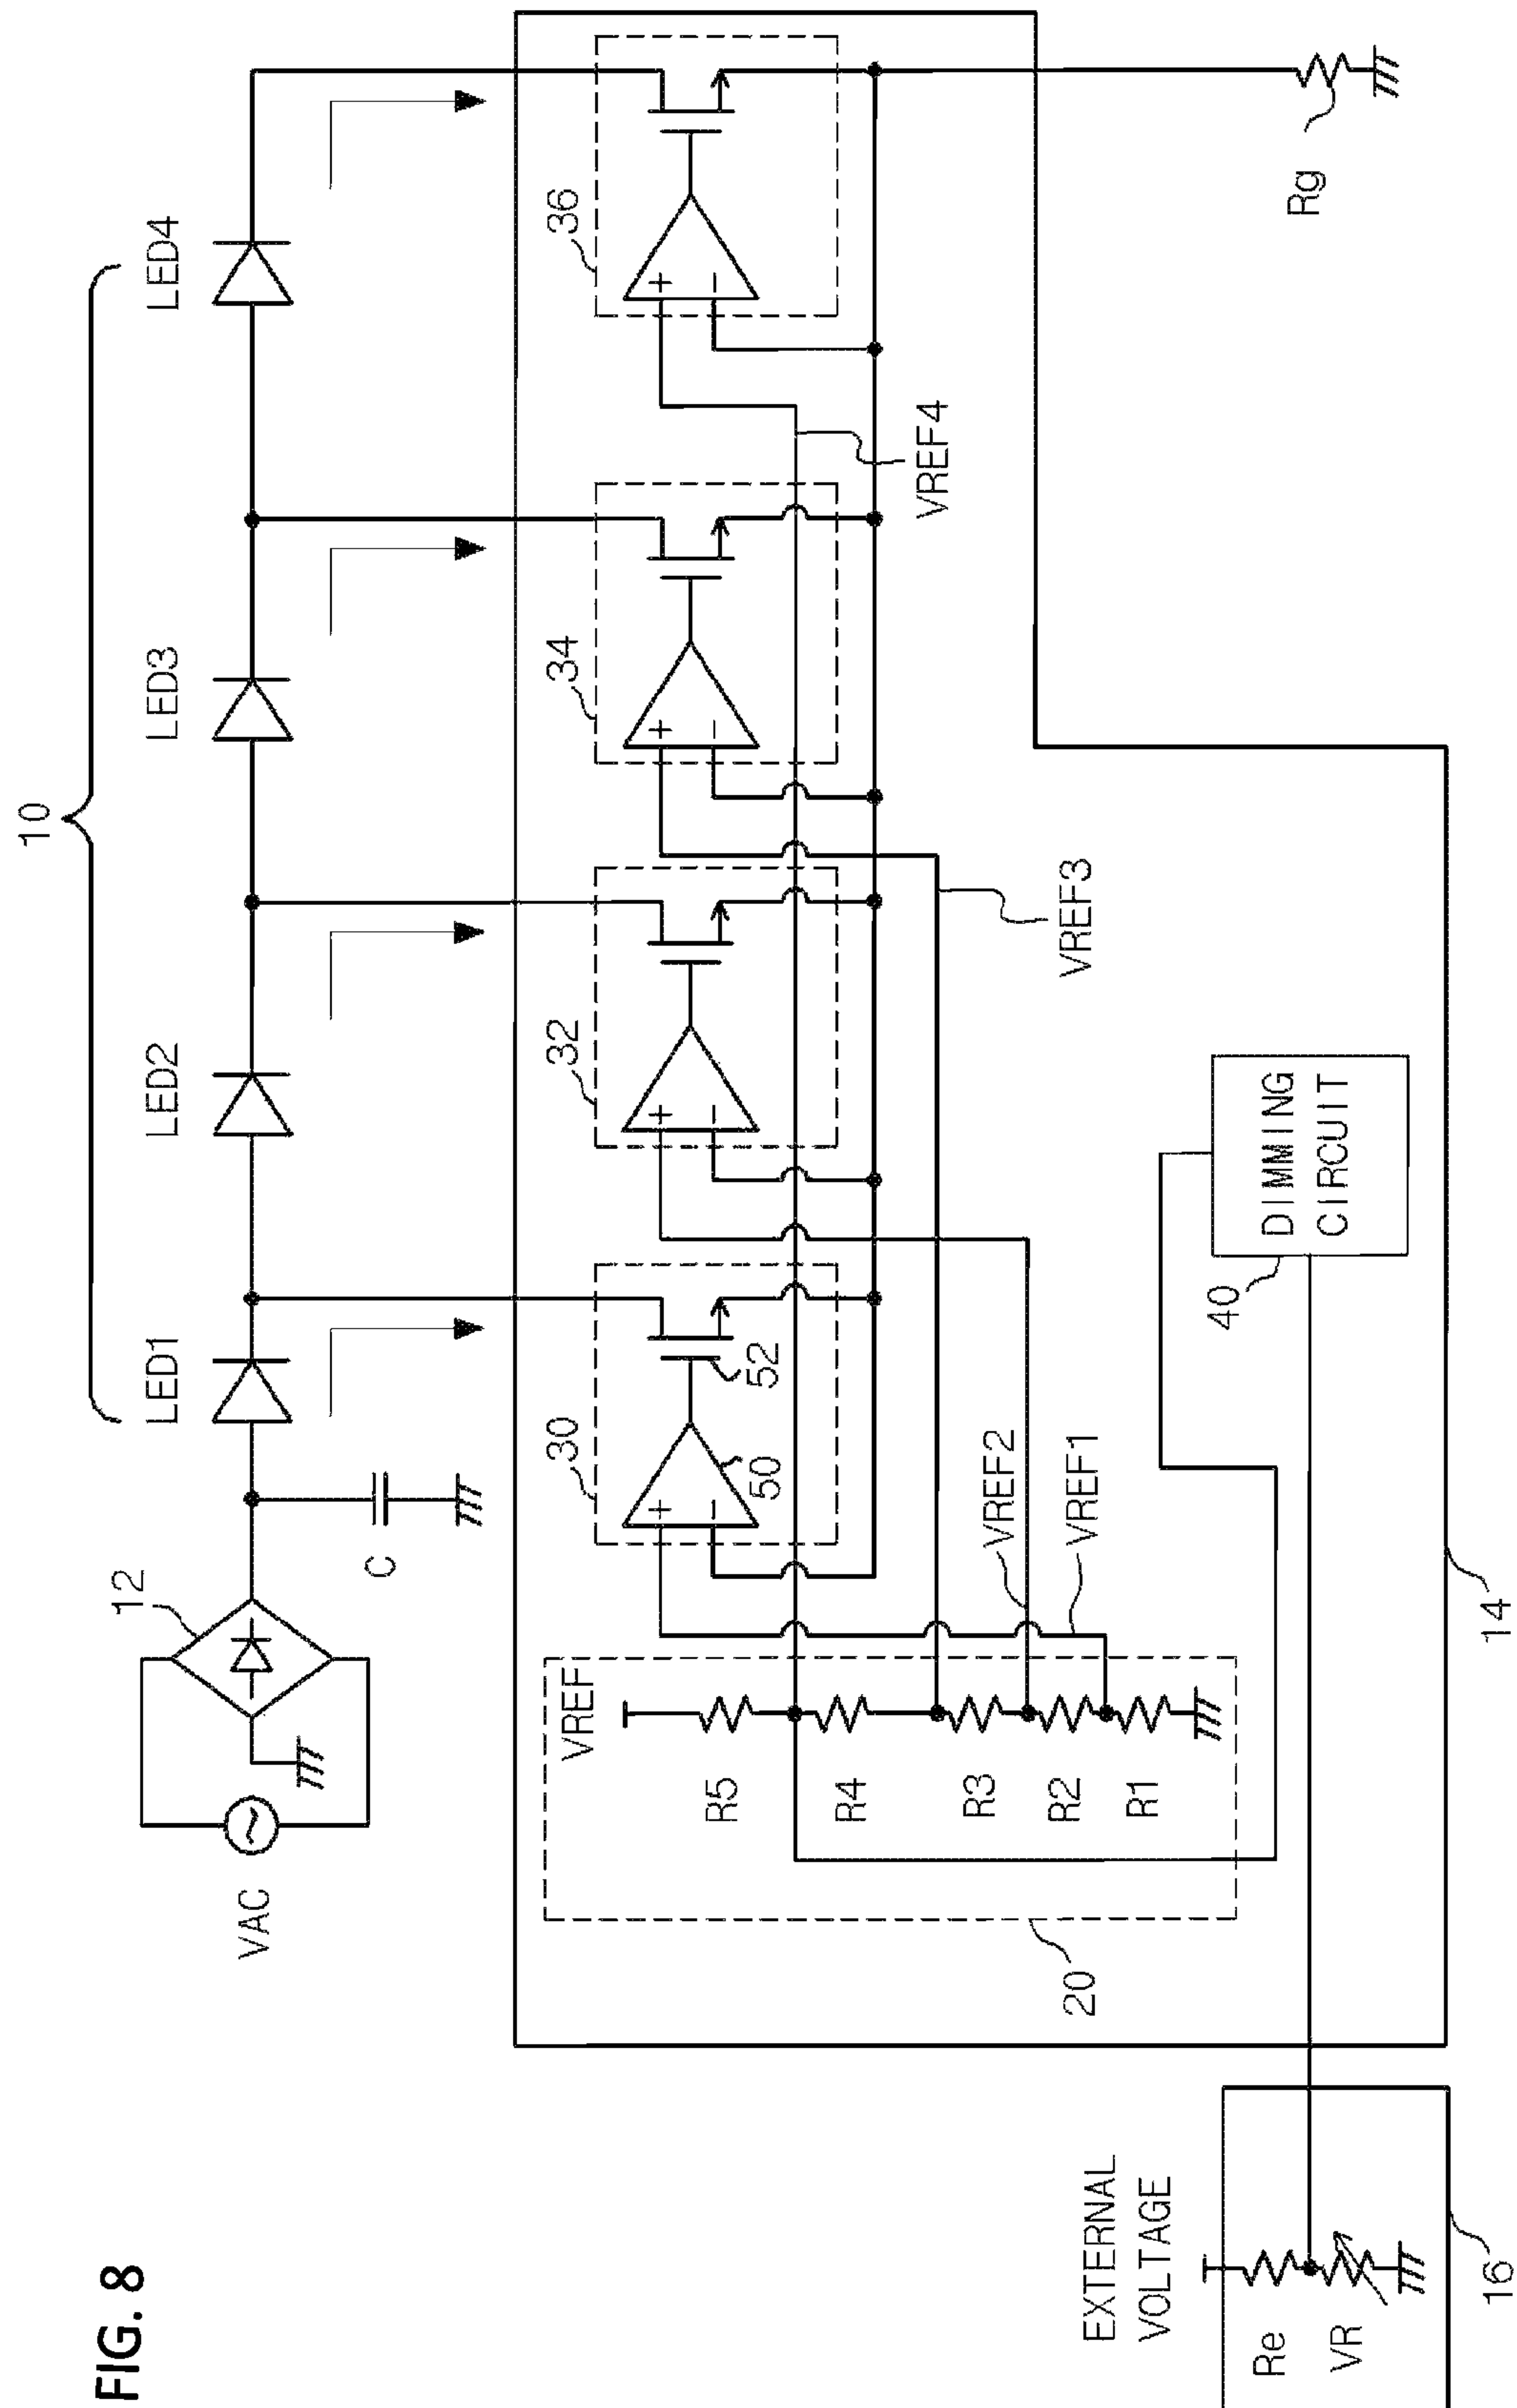 FIG. 8
10
LED1
LED2
LED3
LED4
12
VAC
C
30
32
34
36
50
52
VREF
R5
R4
R3
R2
R1
20
VREF4
VREF3
VREF2
VREF1
Rg
40
DIMMING
CIRCUIT
14
EXTERNAL
VOLTAGE
Re
VR
16
+
−
+
−
+
−
+
−